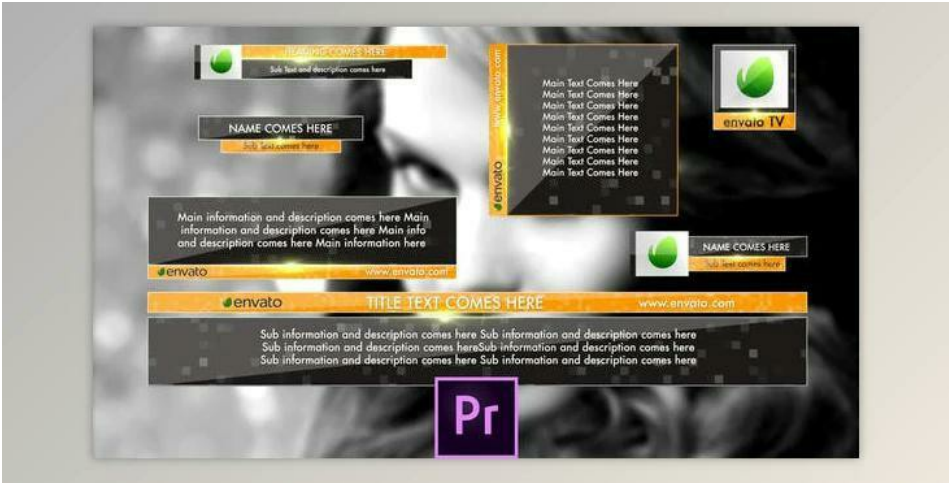 HEADING COMES HERE
Sub Text and description comes here
NAME COMES HERE
Sub Text comes here
www.envato.com
envato
Main Text Comes Here
Main Text Comes Here
Main Text Comes Here
Main Text Comes Here
Main Text Comes Here
Main Text Comes Here
Main Text Comes Here
Main Text Comes Here
Main Text Comes Here
envato TV
Main information and description comes here Main
information and description comes here Main info
and description comes here Main information here
envato
www.envato.com
NAME COMES HERE
Sub Text comes here
envato
TITLE TEXT COMES HERE
www.envato.com
Sub information and description comes here Sub information and description comes here
Sub information and description comes hereSub information and description comes here
Sub information and description comes here Sub information and description comes here
Pr